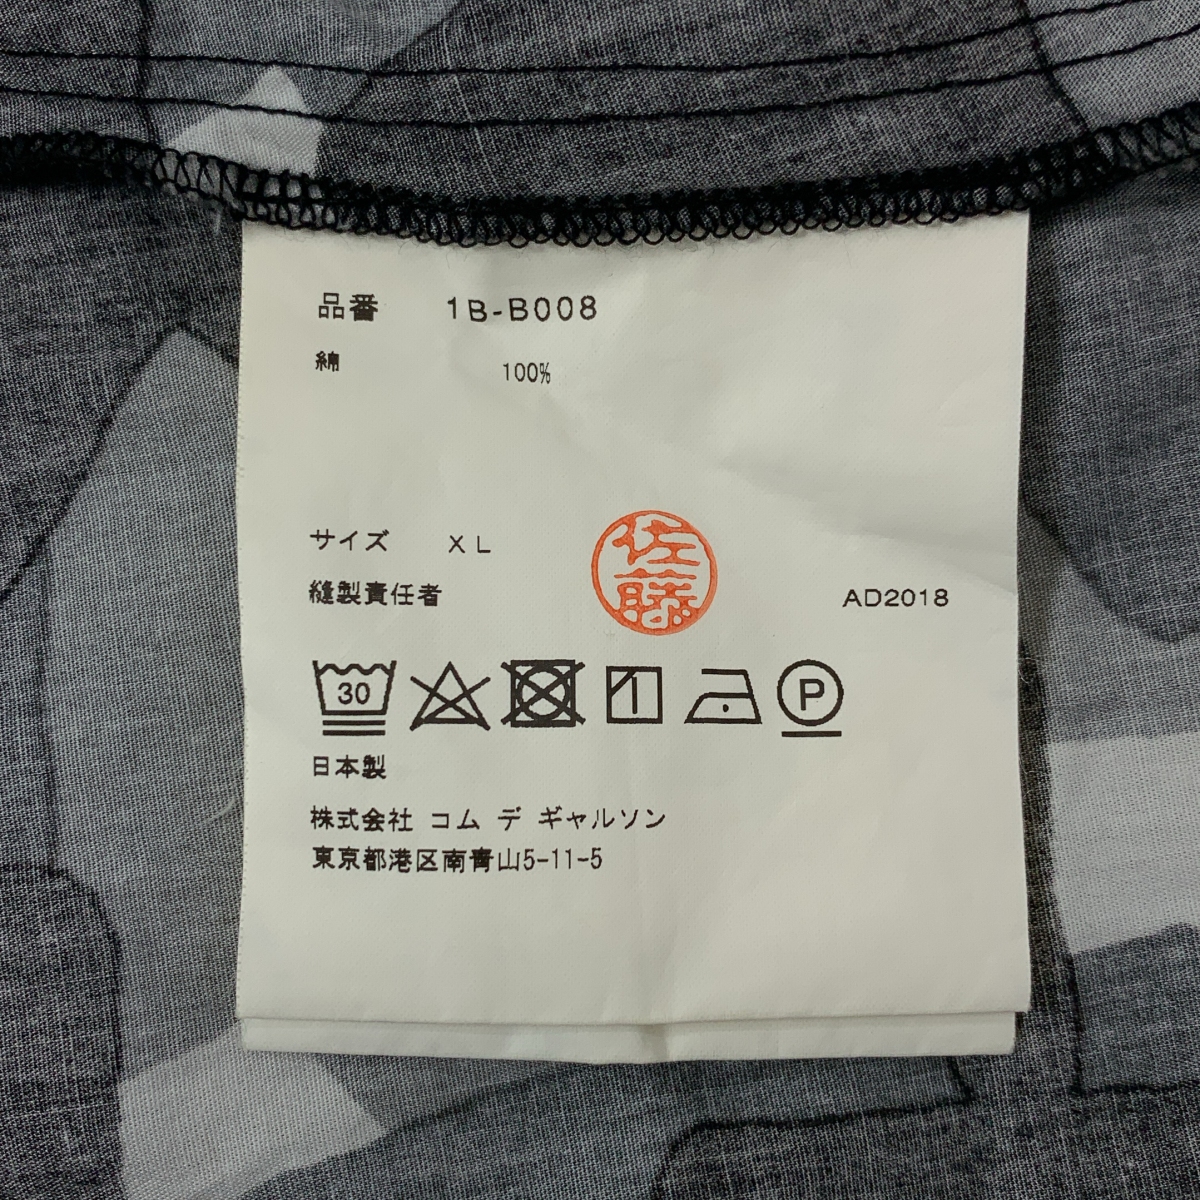 品番 1B-B008
綿 100%
サイズ XL
佐藤
縫製責任者 AD2018
30 P
日本製
株式会社 コム デ ギャルソン
東京都港区南青山5-11-5